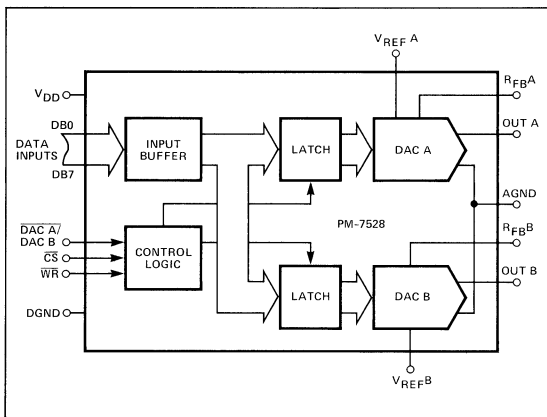 V_REF A
R_FB A
V_DD
DB0
DATA
INPUTS
DB7
INPUT
BUFFER
LATCH
DAC A
OUT A
AGND
PM-7528
DAC A/
DAC B
CS
WR
CONTROL
LOGIC
R_FB B
LATCH
DAC B
OUT B
DGND
V_REF B